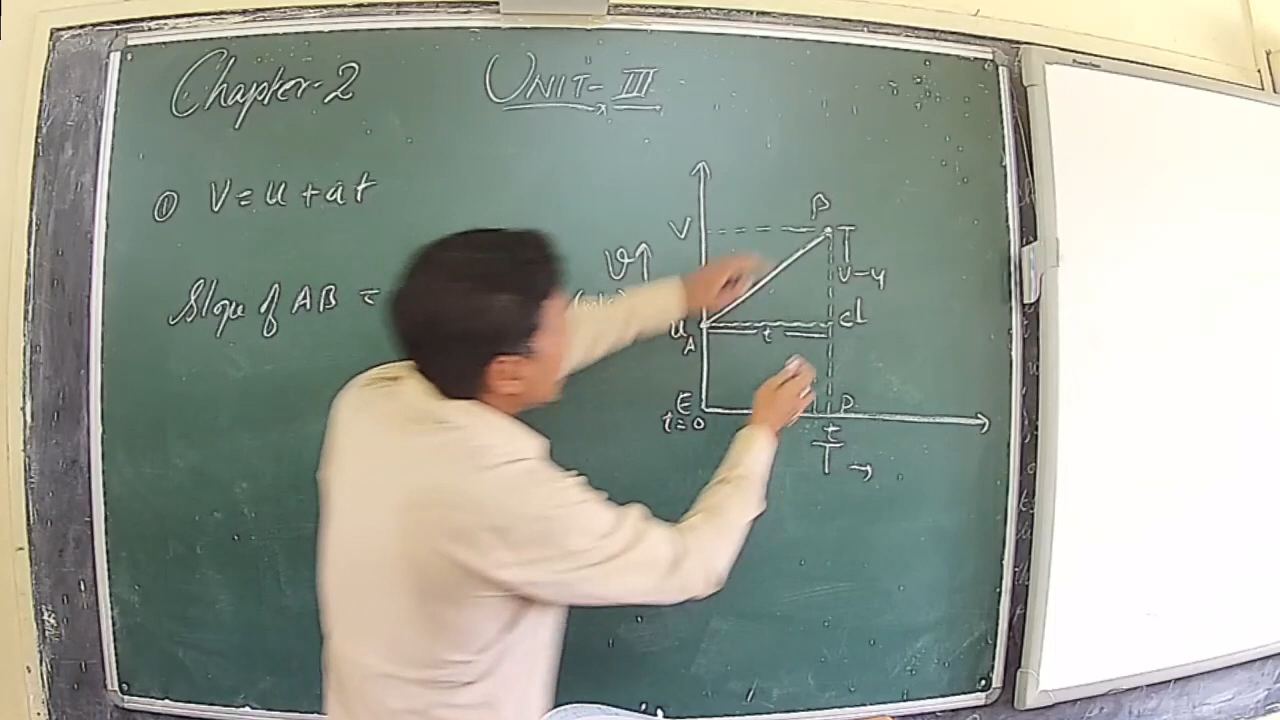 Chapter-2
UNIT-III
① V=u+at
Slope of AB =
V
B
v
v-u
u
A
t
d
E
t=0
D
t
T